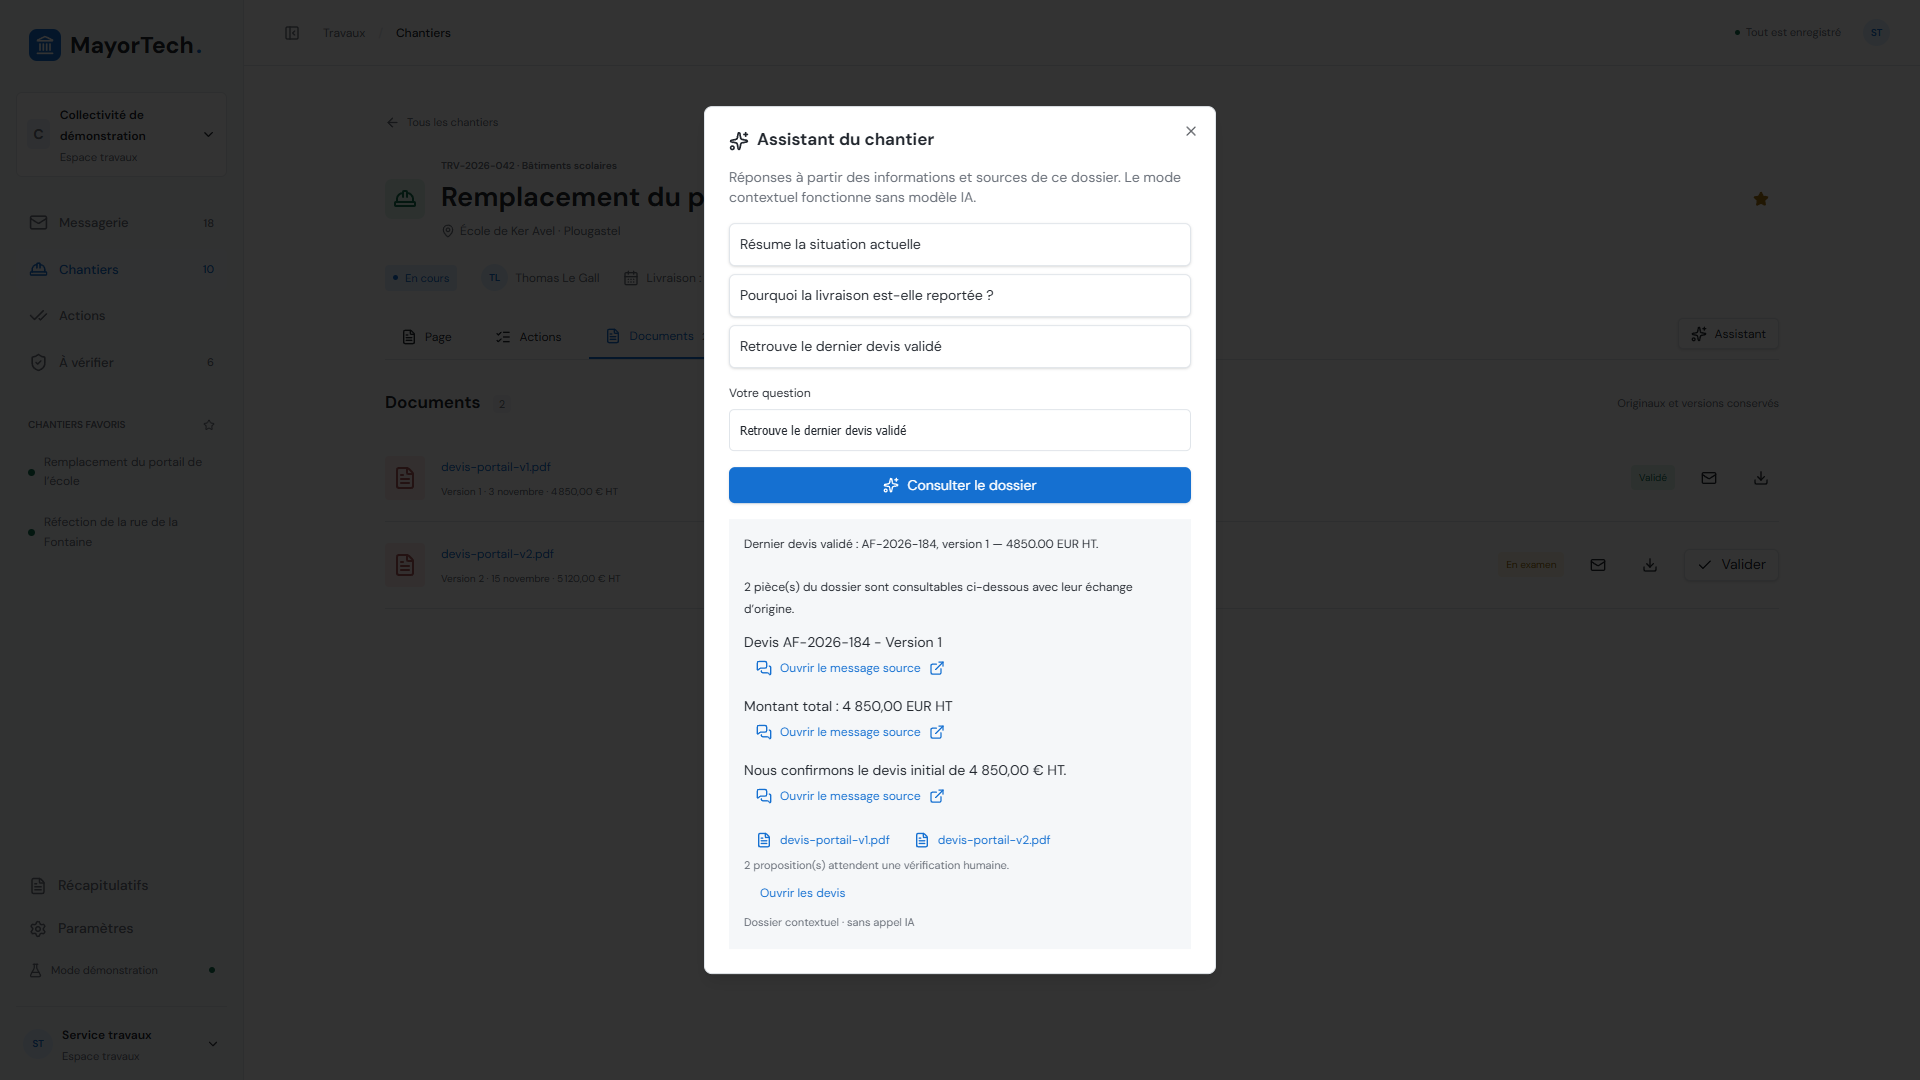 MayorTech.
Travaux / Chantiers
Tout est enregistré
ST
C
Collectivité de
démonstration
Espace travaux
Messagerie 18
Chantiers 10
Actions
À vérifier 6
CHANTIERS FAVORIS
Remplacement du portail de
l'école
Réfection de la rue de la
Fontaine
Récapitulatifs
Paramètres
Mode démonstration
ST
Service travaux
Espace travaux
Tous les chantiers
TRV-2026-042 · Bâtiments scolaires
Remplacement du p
École de Ker Avel · Plougastel
En cours
TL Thomas Le Gall
Livraison :
Page
Actions
Documents
Assistant
Documents 2
Originaux et versions conservés
devis-portail-v1.pdf
Version 1 · 3 novembre · 4 850,00 € HT
Validé
devis-portail-v2.pdf
Version 2 · 15 novembre · 5 120,00 € HT
En examen
Valider
Assistant du chantier
Réponses à partir des informations et sources de ce dossier. Le mode
contextuel fonctionne sans modèle IA.
Résume la situation actuelle
Pourquoi la livraison est-elle reportée ?
Retrouve le dernier devis validé
Votre question
Retrouve le dernier devis validé
Consulter le dossier
Dernier devis validé : AF-2026-184, version 1 — 4850.00 EUR HT.
2 pièce(s) du dossier sont consultables ci-dessous avec leur échange
d'origine.
Devis AF-2026-184 - Version 1
Ouvrir le message source
Montant total : 4 850,00 EUR HT
Ouvrir le message source
Nous confirmons le devis initial de 4 850,00 € HT.
Ouvrir le message source
devis-portail-v1.pdf devis-portail-v2.pdf
2 proposition(s) attendent une vérification humaine.
Ouvrir les devis
Dossier contextuel · sans appel IA